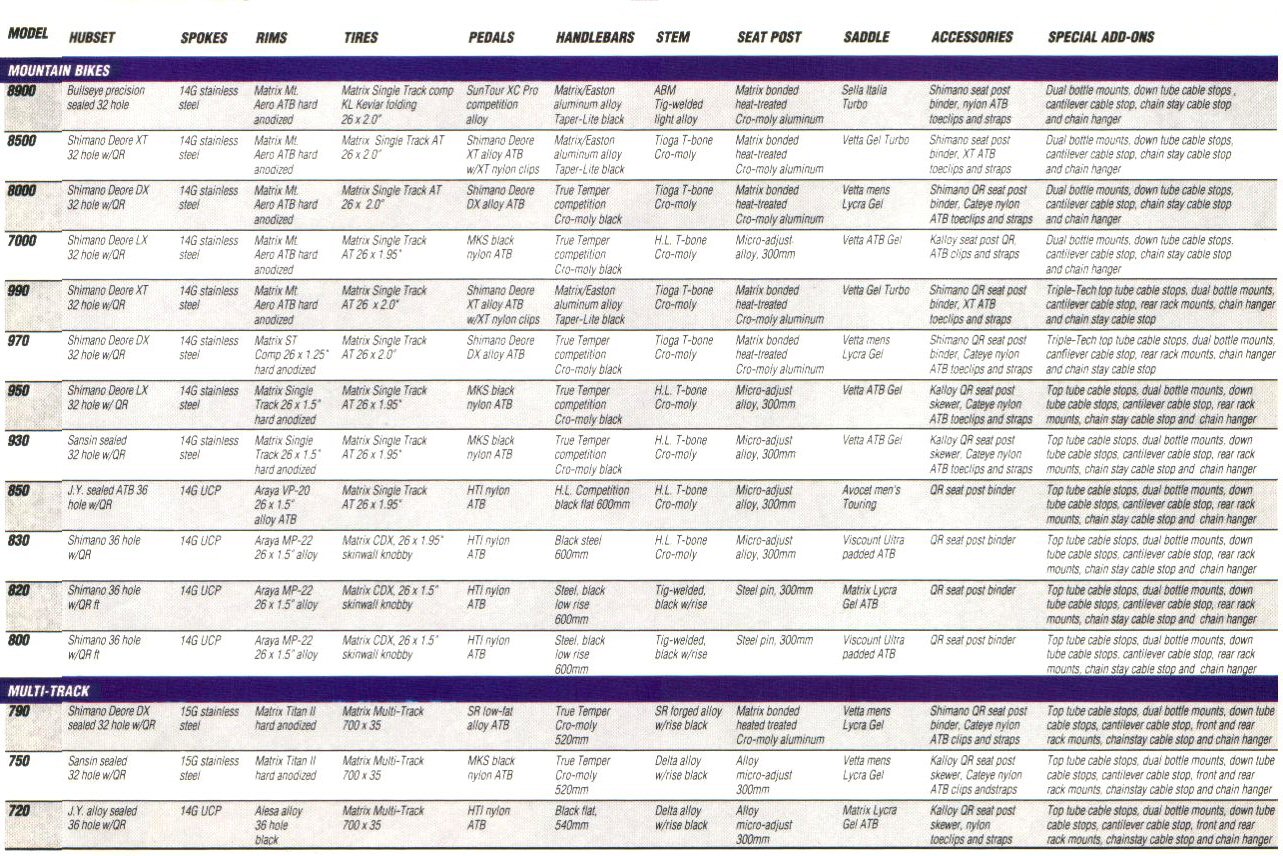 MODEL HUBSET SPOKES RIMS TIRES PEDALS HANDLEBARS STEM SEAT POST SADDLE ACCESSORIES SPECIAL ADD-ONS
MOUNTAIN BIKES
8900 Bullseye precision 14G stainless Matrix Mt. Matrix Single Track comp SunTour XC Pro Matrix/Easton ABM Matrix bonded Sella Italia Shimano seat post Dual bottle mounts, down tube cable stops,
sealed 32 hole steel Aero ATB hard KL Kevlar folding competition aluminum alloy Tig-welded heat-treated Turbo binder, nylon ATB cantilever cable stop, chain stay cable stop
anodized 26 x 2.0" alloy Taper-Lite black light alloy Cro-moly aluminum toeclips and straps and chain hanger
8500 Shimano Deore XT 14G stainless Matrix Mt. Matrix Single Track AT Shimano Deore Matrix/Easton Tioga T-bone Matrix bonded Vetta Gel Turbo Shimano seat post Dual bottle mounts, down tube cable stops,
32 hole w/QR steel Aero ATB hard 26 x 2.0" XT alloy ATB aluminum alloy Cro-moly heat-treated binder, XT ATB cantilever cable stop, chain stay cable stop
anodized w/XT nylon clips Taper-Lite black Cro-moly aluminum toeclips and straps and chain hanger
8000 Shimano Deore DX 14G stainless Matrix Mt. Matrix Single Track AT Shimano Deore True Temper Tioga T-bone Matrix bonded Vetta mens Shimano QR seat post Dual bottle mounts, down tube cable stops,
32 hole w/QR steel Aero ATB hard 26 x 2.0" DX alloy ATB competition Cro-moly heat-treated Lycra Gel binder, Cateye nylon cantilever cable stop, chain stay cable stop
anodized Cro-moly black Cro-moly aluminum ATB toeclips and straps and chain hanger
7000 Shimano Deore LX 14G stainless Matrix Mt. Matrix Single Track MKS black True Temper H.L. T-bone Micro-adjust Vetta ATB Gel Kalloy seat post QR, Dual bottle mounts, down tube cable stops,
32 hole w/QR steel Aero ATB hard AT 26 x 1.95" nylon ATB competition Cro-moly alloy, 300mm ATB clips and straps cantilever cable stop, chain stay cable stop
anodized Cro-moly black and chain hanger
990 Shimano Deore XT 14G stainless Matrix Mt. Matrix Single Track Shimano Deore Matrix/Easton Tioga T-bone Matrix bonded Vetta Gel Turbo Shimano QR seat post Triple-Tech top tube cable stops, dual bottle mounts,
32 hole w/QR steel Aero ATB hard AT 26 x 2.0" XT alloy ATB aluminum alloy Cro-moly heat-treated binder, XT ATB cantilever cable stop, rear rack mounts, chain hanger
anodized w/XT nylon clips Taper-Lite black Cro-moly aluminum toeclips and straps and chain stay cable stop
970 Shimano Deore DX 14G stainless Matrix ST Matrix Single Track Shimano Deore True Temper Tioga T-bone Matrix bonded Vetta mens Shimano QR seat post Triple-Tech top tube cable stops, dual bottle mounts,
32 hole w/QR steel Comp 26 x 1.25" AT 26 x 2.0" DX alloy ATB competition Cro-moly heat-treated Lycra Gel binder, Cateye nylon cantilever cable stop, rear rack mounts, chain hanger
hard anodized Cro-moly black Cro-moly aluminum ATB toeclips and straps and chain stay cable stop
950 Shimano Deore LX 14G stainless Matrix Single Matrix Single Track MKS black True Temper H.L. T-bone Micro-adjust Vetta ATB Gel Kalloy QR seat post Top tube cable stops, dual bottle mounts, down
32 hole w/ QR steel Track 26 x 1.5" AT 26 x 1.95" nylon ATB competition Cro-moly alloy, 300mm skewer, Cateye nylon tube cable stops, cantilever cable stop, rear rack
hard anodized Cro-moly black ATB toeclips and straps mounts, chain stay cable stop and chain hanger
930 Sansin sealed 14G stainless Matrix Single Matrix Single Track MKS black True Temper H.L. T-bone Micro-adjust Vetta ATB Gel Kalloy QR seat post Top tube cable stops, dual bottle mounts, down
32 hole w/QR steel Track 26 x 1.5" AT 26 x 1.95" nylon ATB competition Cro-moly alloy, 300mm skewer, Cateye nylon tube cable stops, cantilever cable stop, rear rack
hard anodized Cro-moly black ATB toeclips and straps mounts, chain stay cable stop and chain hanger
850 J.Y. sealed ATB 36 14G UCP Araya VP-20 Matrix Single Track HTI nylon H.L. Competition H.L. T-bone Micro-adjust Avocet men's QR seat post binder Top tube cable stops, dual bottle mounts, down
hole w/QR 26 x 1.5" AT 26 x 1.95" ATB black flat 600mm Cro-moly alloy, 300mm Touring tube cable stops, cantilever cable stop, rear rack
alloy ATB mounts, chain stay cable stop and chain hanger
830 Shimano 36 hole 14G UCP Araya MP-22 Matrix CDX, 26 x 1.95" HTI nylon Black steel H.L. T-bone Micro-adjust Viscount Ultra QR seat post binder Top tube cable stops, dual bottle mounts, down
w/QR 26 x 1.5" alloy skinwall knobby ATB 600mm Cro-moly alloy, 300mm padded ATB tube cable stops, cantilever cable stop, rear rack
mounts, chain stay cable stop and chain hanger
820 Shimano 36 hole 14G UCP Araya MP-22 Matrix CDX, 26 x 1.5" HTI nylon Steel, black Tig-welded, Steel pin, 300mm Matrix Lycra QR seat post binder Top tube cable stops, dual bottle mounts, down
w/QR ft 26 x 1.5" alloy skinwall knobby ATB low rise black w/rise Gel ATB tube cable stops, cantilever cable stop, rear rack
600mm mounts, chain stay cable stop and chain hanger
800 Shimano 36 hole 14G UCP Araya MP-22 Matrix CDX, 26 x 1.5" HTI nylon Steel, black Tig-welded, Steel pin, 300mm Viscount Ultra QR seat post binder Top tube cable stops, dual bottle mounts, down
w/QR ft 26 x 1.5" alloy skinwall knobby ATB low rise black w/rise padded ATB tube cable stops, cantilever cable stop, rear rack
600mm mounts, chain stay cable stop and chain hanger
MULTI-TRACK
790 Shimano Deore DX 15G stainless Matrix Titan II Matrix Multi-Track SR low-fat True Temper SR forged alloy Matrix bonded Vetta mens Shimano QR seat post Top tube cable stops, dual bottle mounts, down tube
sealed 32 hole w/QR steel hard anodized 700 x 35 alloy ATB Cro-moly w/rise black heated treated Lycra Gel binder, Cateye nylon cable stops, cantilever cable stop, front and rear
520mm Cro-moly aluminum ATB clips and straps rack mounts, chainstay cable stop and chain hanger
750 Sansin sealed 15G stainless Matrix Titan II Matrix Multi-Track MKS black True Temper Delta alloy Alloy Vetta mens Kalloy QR seat post Top tube cable stops, dual bottle mounts, down tube
32 hole w/QR steel hard anodized 700 x 35 nylon ATB Cro-moly w/rise black micro-adjust Lycra Gel skewer, Cateye nylon cable stops, cantilever cable stop, front and rear
520mm 300mm ATB clips andstraps rack mounts, chainstay cable stop and chain hanger
720 J.Y. alloy sealed 14G UCP Alesa alloy Matrix Multi-Track HTI nylon Black flat, Delta alloy Alloy Matrix Lycra Kalloy QR seat post Top tube cable stops, dual bottle mounts, down tube
36 hole w/QR 36 hole 700 x 35 ATB 540mm w/rise black micro-adjust Gel ATB skewer, nylon cable stops, cantilever cable stop, front and rear
black 300mm toeclips and straps rack mounts, chainstay cable stop and chain hanger